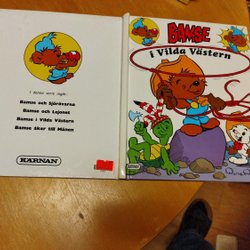 I denna serie ingår:
Bamse och Sjörövarna
Bamse och Lejonet
Bamse i Vilda Västern
Bamse åker till Månen
KÄRNAN
BAMSE
i Vilda Västern